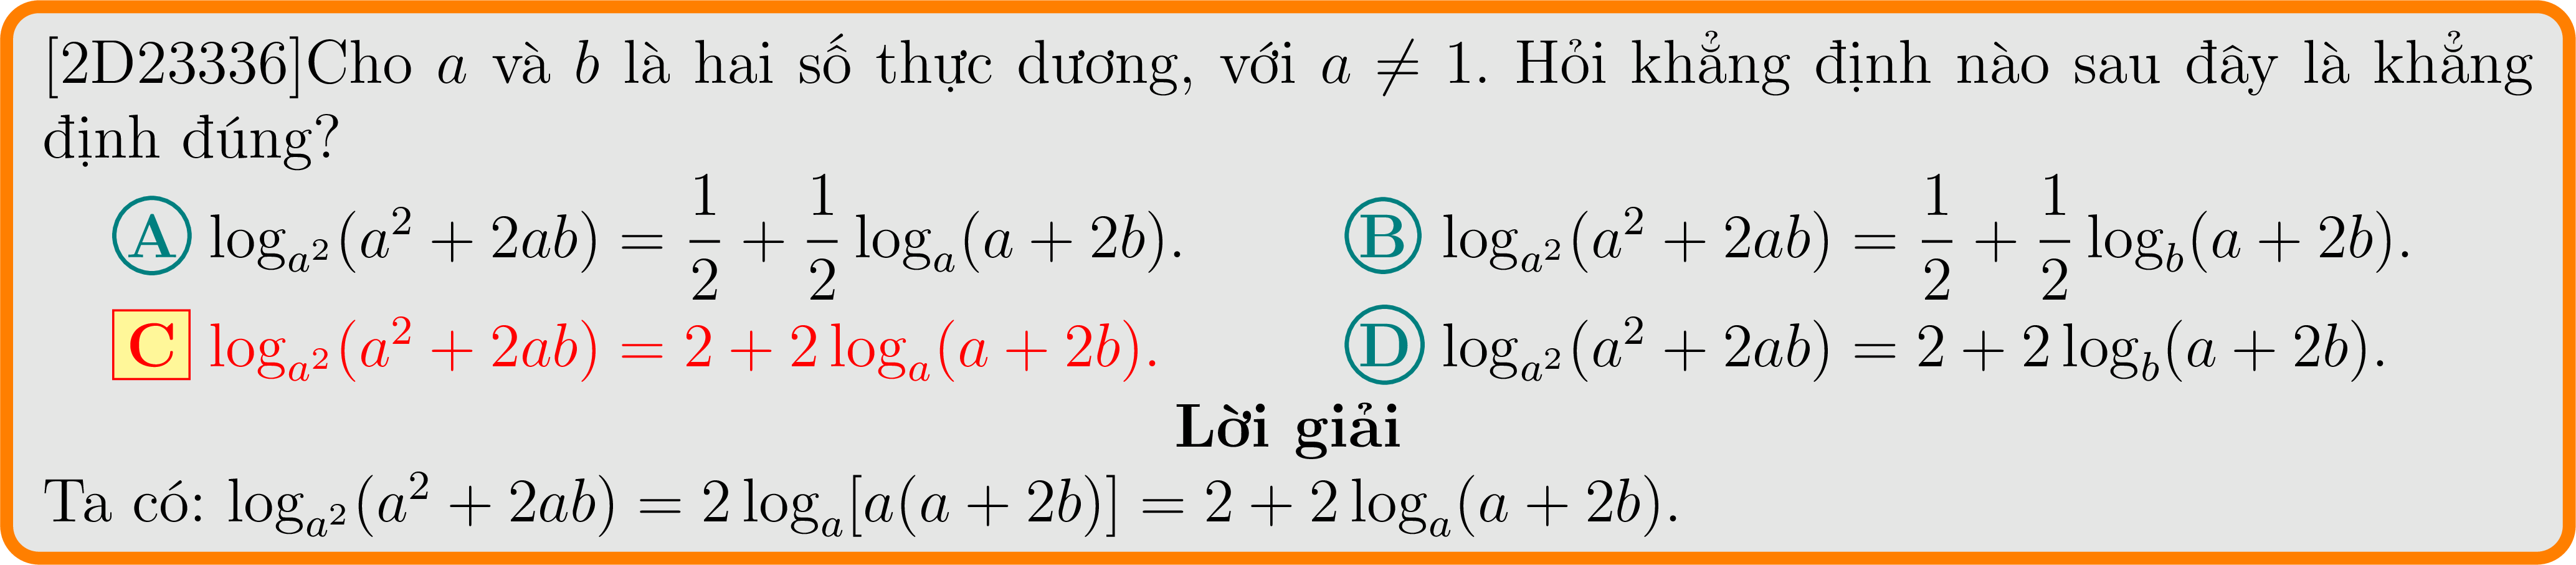 [2D23336]Cho a và b là hai số thực dương, với a ≠ 1. Hỏi khẳng định nào sau đây là khẳng
định đúng?
A log_{a^2}(a^2 + 2ab) = \frac{1}{2} + \frac{1}{2} log_a(a + 2b). B log_{a^2}(a^2 + 2ab) = \frac{1}{2} + \frac{1}{2} log_b(a + 2b).
C log_{a^2}(a^2 + 2ab) = 2 + 2 log_a(a + 2b). D log_{a^2}(a^2 + 2ab) = 2 + 2 log_b(a + 2b).
Lời giải
Ta có: log_{a^2}(a^2 + 2ab) = 2 log_a[a(a + 2b)] = 2 + 2 log_a(a + 2b).